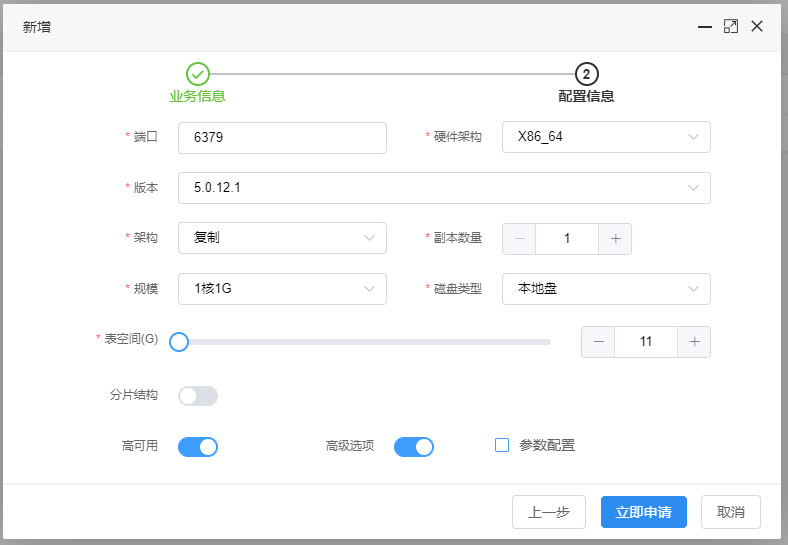 新增
2
业务信息 配置信息
* 端口 6379 * 硬件架构 X86_64
* 版本 5.0.12.1
* 架构 复制 * 副本数量 1
* 规模 1核1G * 磁盘类型 本地盘
* 表空间(G) 11
分片结构
高可用 高级选项 参数配置
上一步 立即申请 取消